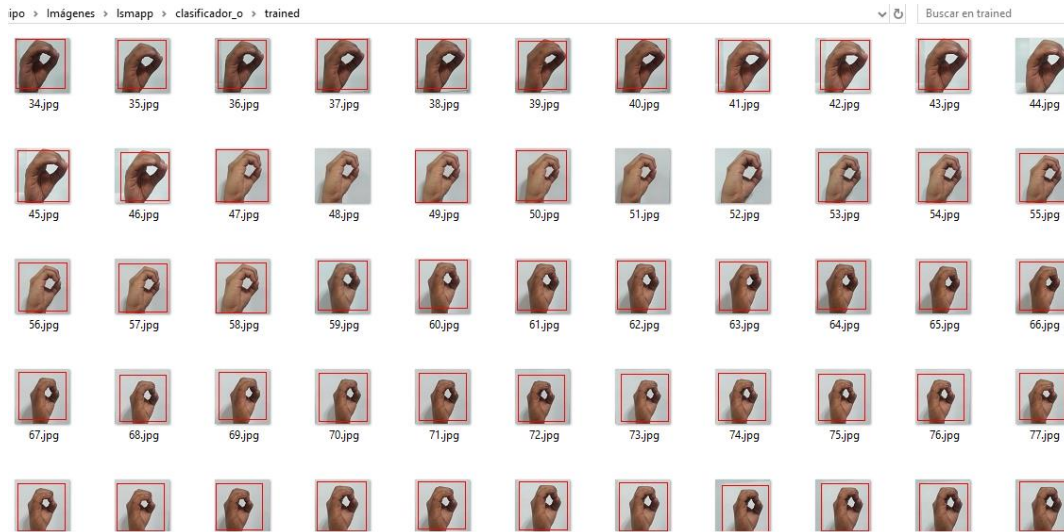 ipo > Imágenes > lsmapp > clasificador_o > trained Buscar en trained
34.jpg 35.jpg 36.jpg 37.jpg 38.jpg 39.jpg 40.jpg 41.jpg 42.jpg 43.jpg 44.jpg
45.jpg 46.jpg 47.jpg 48.jpg 49.jpg 50.jpg 51.jpg 52.jpg 53.jpg 54.jpg 55.jpg
56.jpg 57.jpg 58.jpg 59.jpg 60.jpg 61.jpg 62.jpg 63.jpg 64.jpg 65.jpg 66.jpg
67.jpg 68.jpg 69.jpg 70.jpg 71.jpg 72.jpg 73.jpg 74.jpg 75.jpg 76.jpg 77.jpg